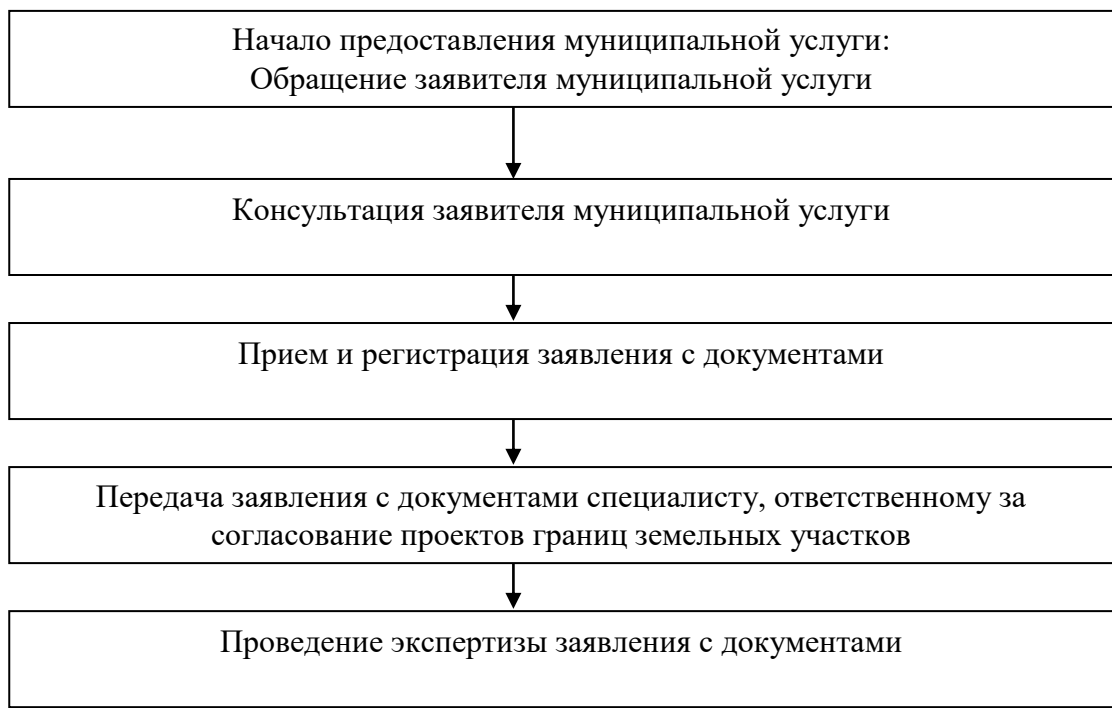 Начало предоставления муниципальной услуги:
Обращение заявителя муниципальной услуги
Консультация заявителя муниципальной услуги
Прием и регистрация заявления с документами
Передача заявления с документами специалисту, ответственному за
согласование проектов границ земельных участков
Проведение экспертизы заявления с документами